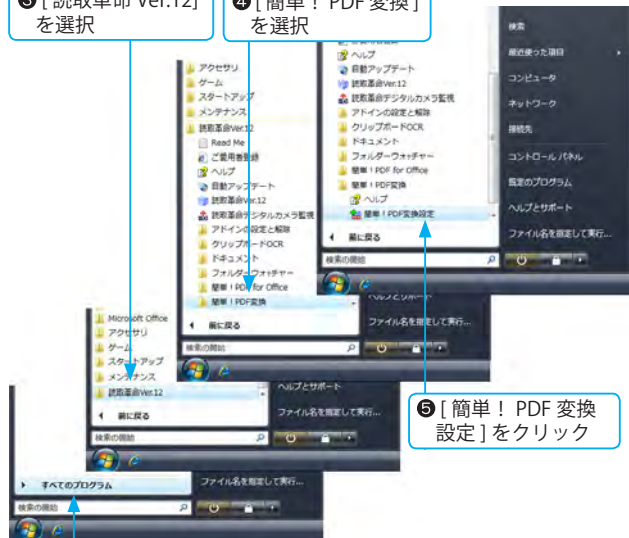 ❸[ 読取革命 Ver.12]
を選択
❹[ 簡単！ PDF 変換 ]
を選択
アクセサリ
ゲーム
スタートアップ
メンテナンス
読取革命Ver.12
Read Me
ご愛用者登録
ヘルプ
自動アップデート
読取革命Ver.12
読取革命デジタルカメラ監視
アドインの設定と解除
クリップボードOCR
ドキュメント
フォルダーウォッチャー
簡単！PDF for Office
簡単！PDF変換
前に戻る
検索の開始
ヘルプとサポート
ファイル名を指定して実行...
ヘルプ
自動アップデート
読取革命Ver.12
読取革命デジタルカメラ監視
アドインの設定と解除
クリップボードOCR
ドキュメント
フォルダーウォッチャー
簡単！PDF for Office
簡単！PDF変換
ヘルプ
簡単！PDF変換設定
前に戻る
検索の開始
検索
最近使った項目
コンピュータ
ネットワーク
接続先
コントロール パネル
既定のプログラム
ヘルプとサポート
ファイル名を指定して実行...
Microsoft Office
アクセサリ
ゲーム
スタートアップ
メンテナンス
読取革命Ver.12
前に戻る
検索の開始
ヘルプとサポート
ファイル名を指定して実行...
❺[ 簡単！ PDF 変換
設定 ] をクリック
すべてのプログラム
検索の開始
ファイル名を指定して実行...